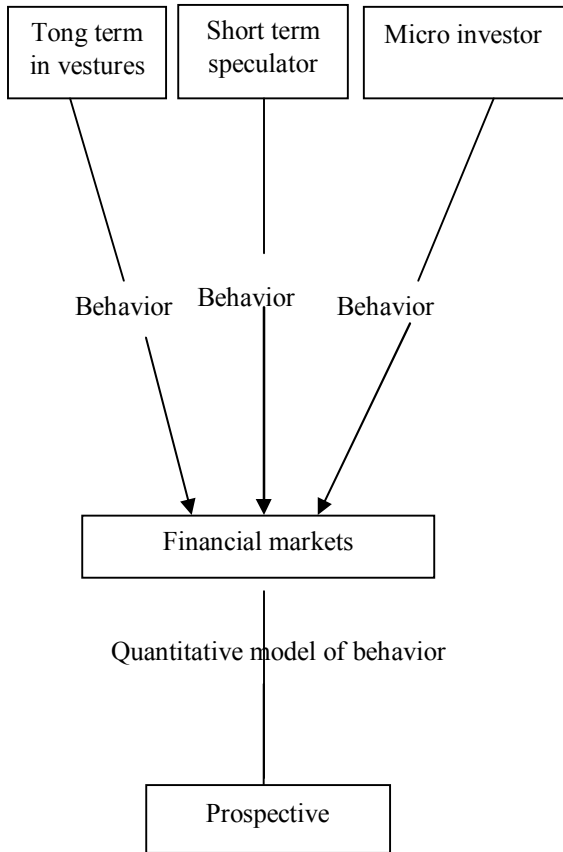 Tong term
in vestures
Short term
speculator
Micro investor
Behavior
Behavior
Behavior
Financial markets
Quantitative model of behavior
Prospective